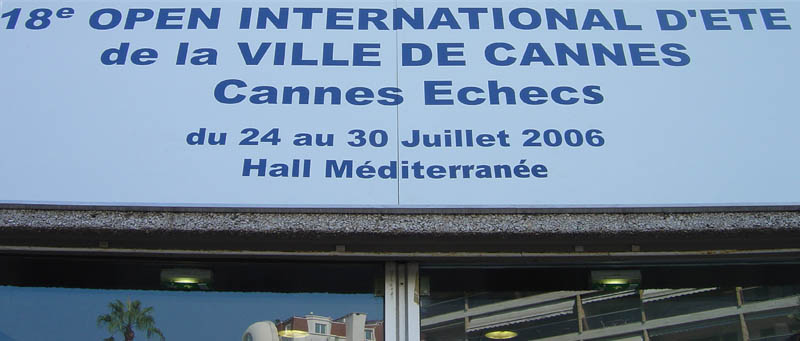 18e OPEN INTERNATIONAL D'ETE
de la VILLE DE CANNES
Cannes Echecs
du 24 au 30 Juillet 2006
Hall Méditerranée